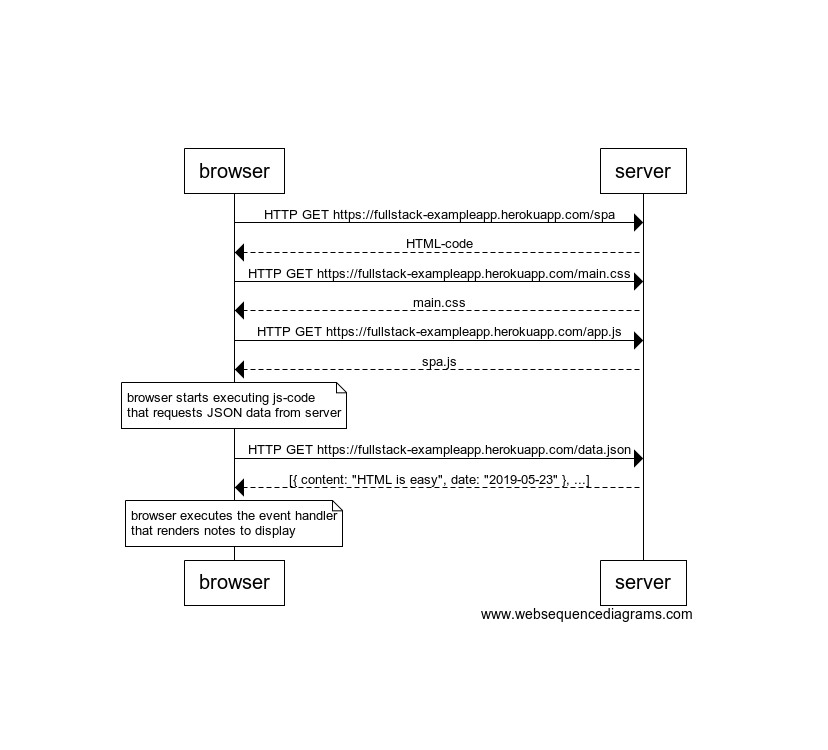 browser
server
HTTP GET https://fullstack-exampleapp.herokuapp.com/spa
HTML-code
HTTP GET https://fullstack-exampleapp.herokuapp.com/main.css
main.css
HTTP GET https://fullstack-exampleapp.herokuapp.com/app.js
spa.js
browser starts executing js-code
that requests JSON data from server
HTTP GET https://fullstack-exampleapp.herokuapp.com/data.json
[{ content: "HTML is easy", date: "2019-05-23" }, ...]
browser executes the event handler
that renders notes to display
browser
server
www.websequencediagrams.com